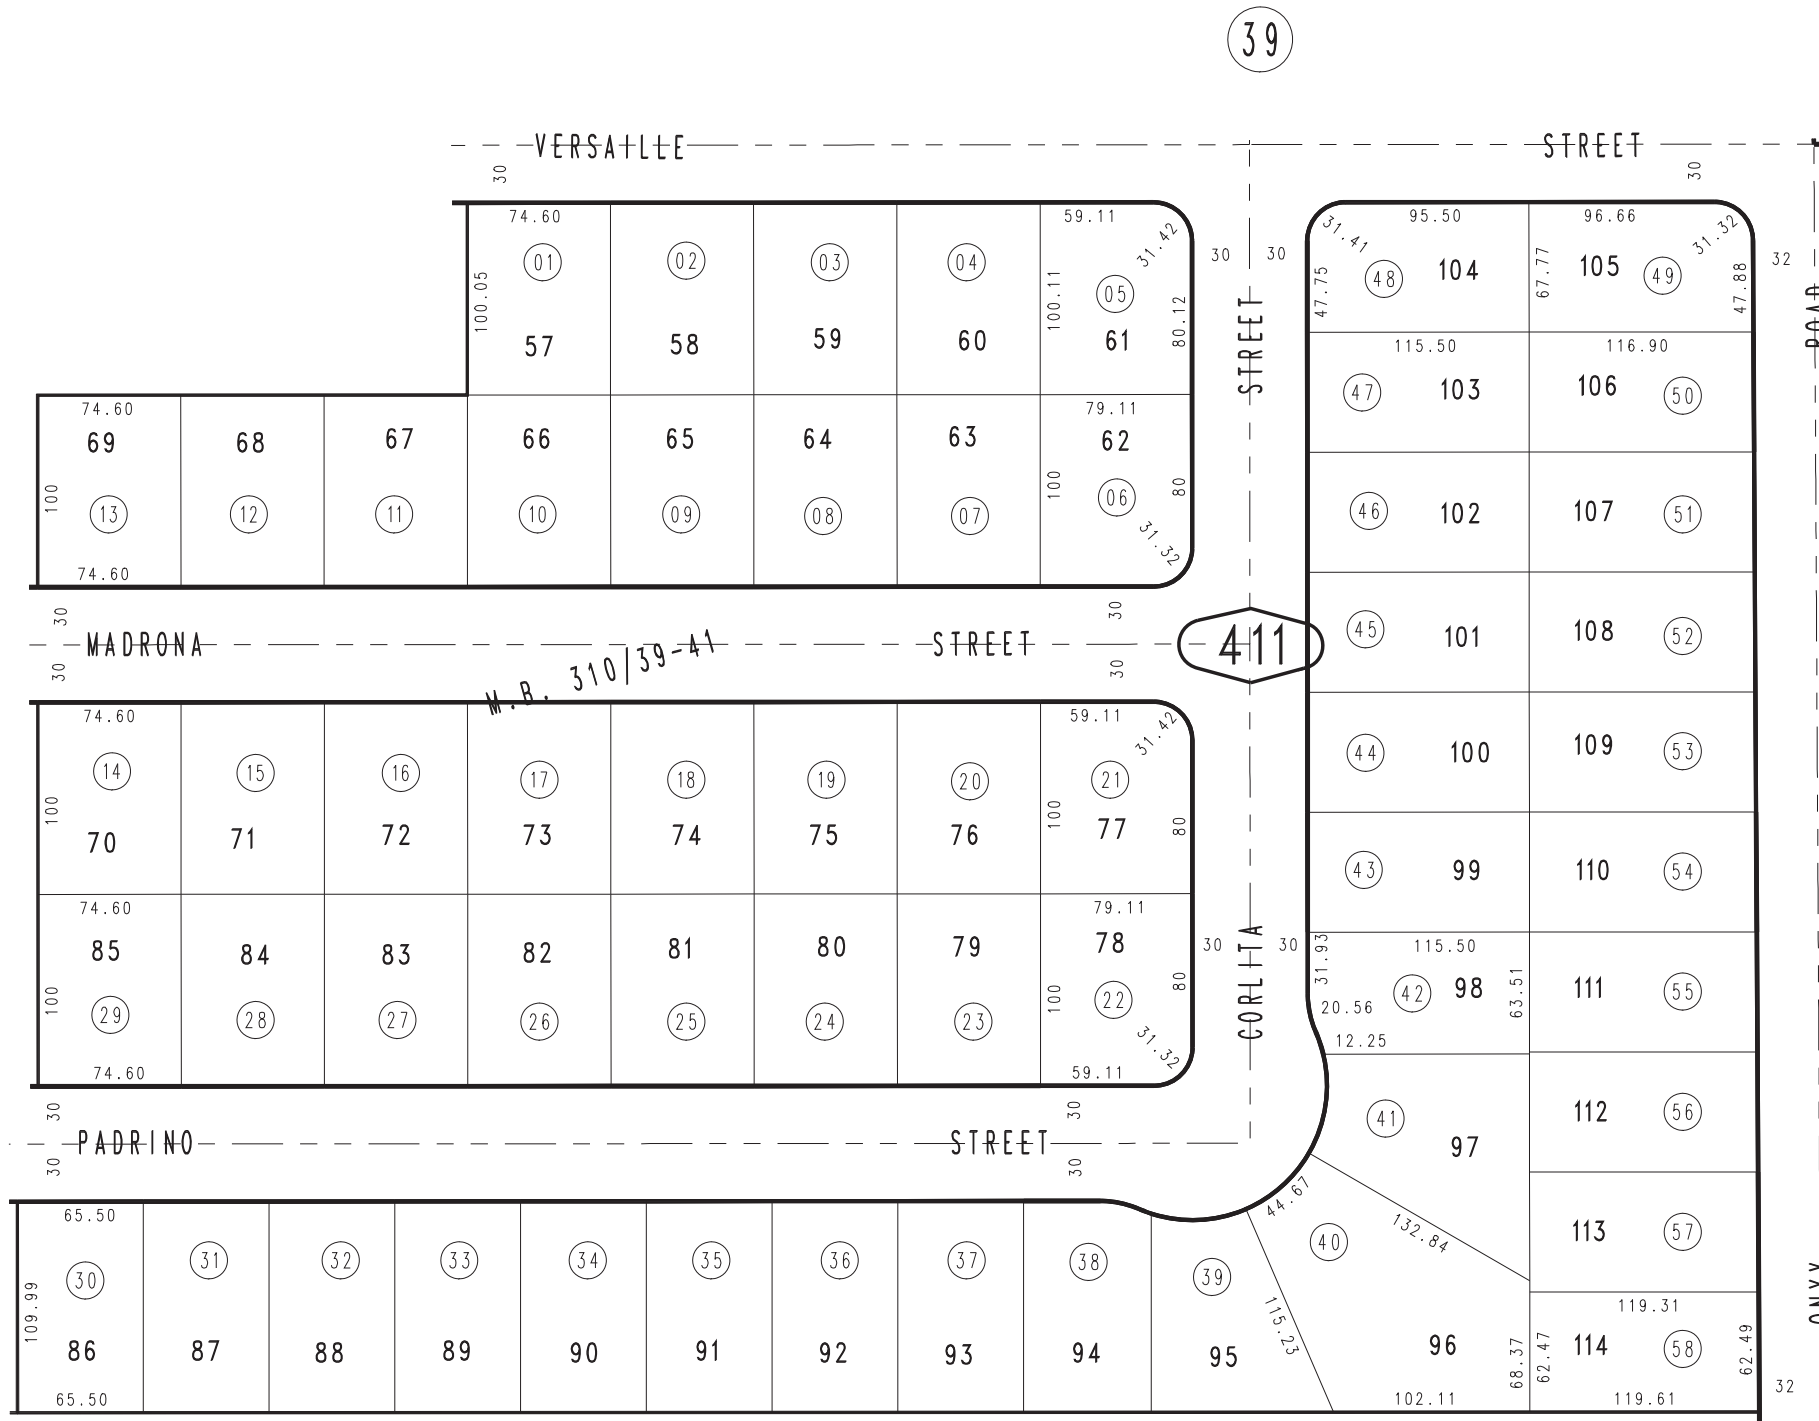 39
VERSAILLE STREET
30 30
74.60 59.11 95.50 96.66
31.42 31.41 31.32
01 02 03 04 05 30 30 48 104 105 49 32
100.05 100.11 80.12 47.75 67.77 47.88
57 58 59 60 61 STREET ROAD
115.50 116.90
47 103 106 50
74.60 79.11
69 68 67 66 65 64 63 62
100 100 80
13 12 11 10 09 08 07 06 46 102 107 51
31.32
74.60
30 30
MADRONA STREET 411 45 101 108 52
M.B. 310/39-41
30 30
74.60 59.11 31.42
14 15 16 17 18 19 20 21 44 100 109 53
100 100 80
70 71 72 73 74 75 76 77
43 99 110 54
74.60 79.11
85 84 83 82 81 80 79 78 30 30 115.50
100 100 80 CORLITA 31.93 63.51
29 28 27 26 25 24 23 22 42 98 111 55
20.56
31.32 12.25
74.60 59.11
30 30
41 97 112 56
PADRINO STREET
30 30
65.50 44.67 132.84
30 31 32 33 34 35 36 37 38 39 40 113 57
ONYX
109.99 115.23 119.31
86 87 88 89 90 91 92 93 94 95 96 114 58
68.37 62.47 62.49
65.50 102.11 119.61 32